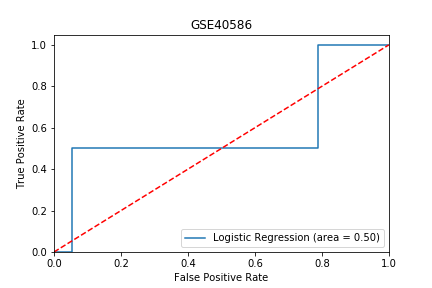 GSE40586
True Positive Rate
1.0
0.8
0.6
0.4
0.2
0.0
Logistic Regression (area = 0.50)
0.0 0.2 0.4 0.6 0.8 1.0
False Positive Rate